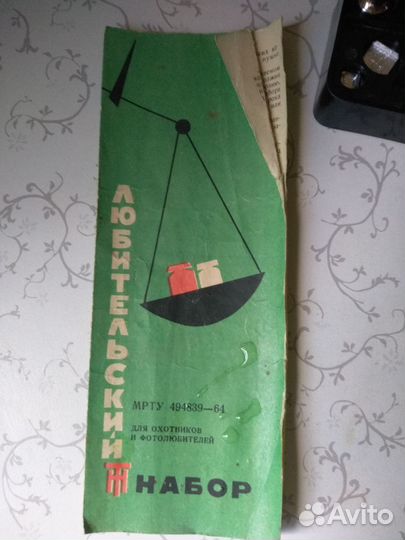 ЛЮБИТЕЛЬСКИЙ
МРТУ 494839—64
ДЛЯ ОХОТНИКОВ
И ФОТОЛЮБИТЕЛЕЙ
НАБОР
Avito